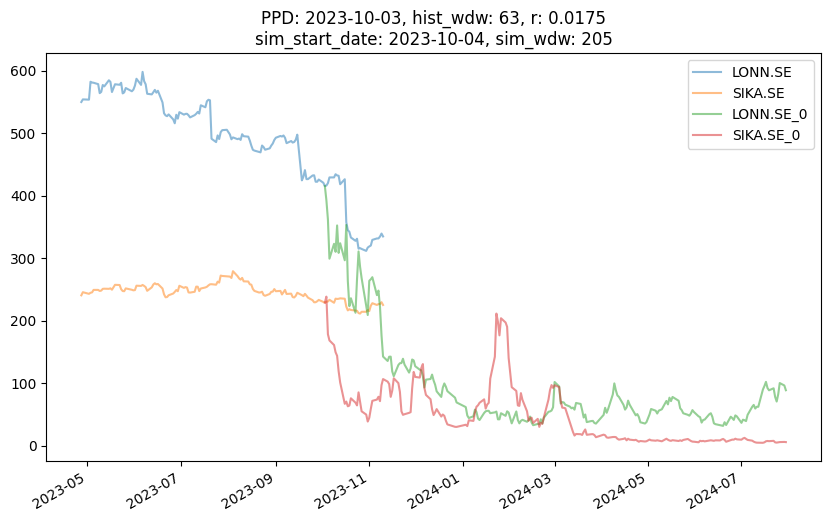 PPD: 2023-10-03, hist_wdw: 63, r: 0.0175
sim_start_date: 2023-10-04, sim_wdw: 205
LONN.SE
SIKA.SE
LONN.SE_0
SIKA.SE_0
600
500
400
300
200
100
0
2023-05
2023-07
2023-09
2023-11
2024-01
2024-03
2024-05
2024-07